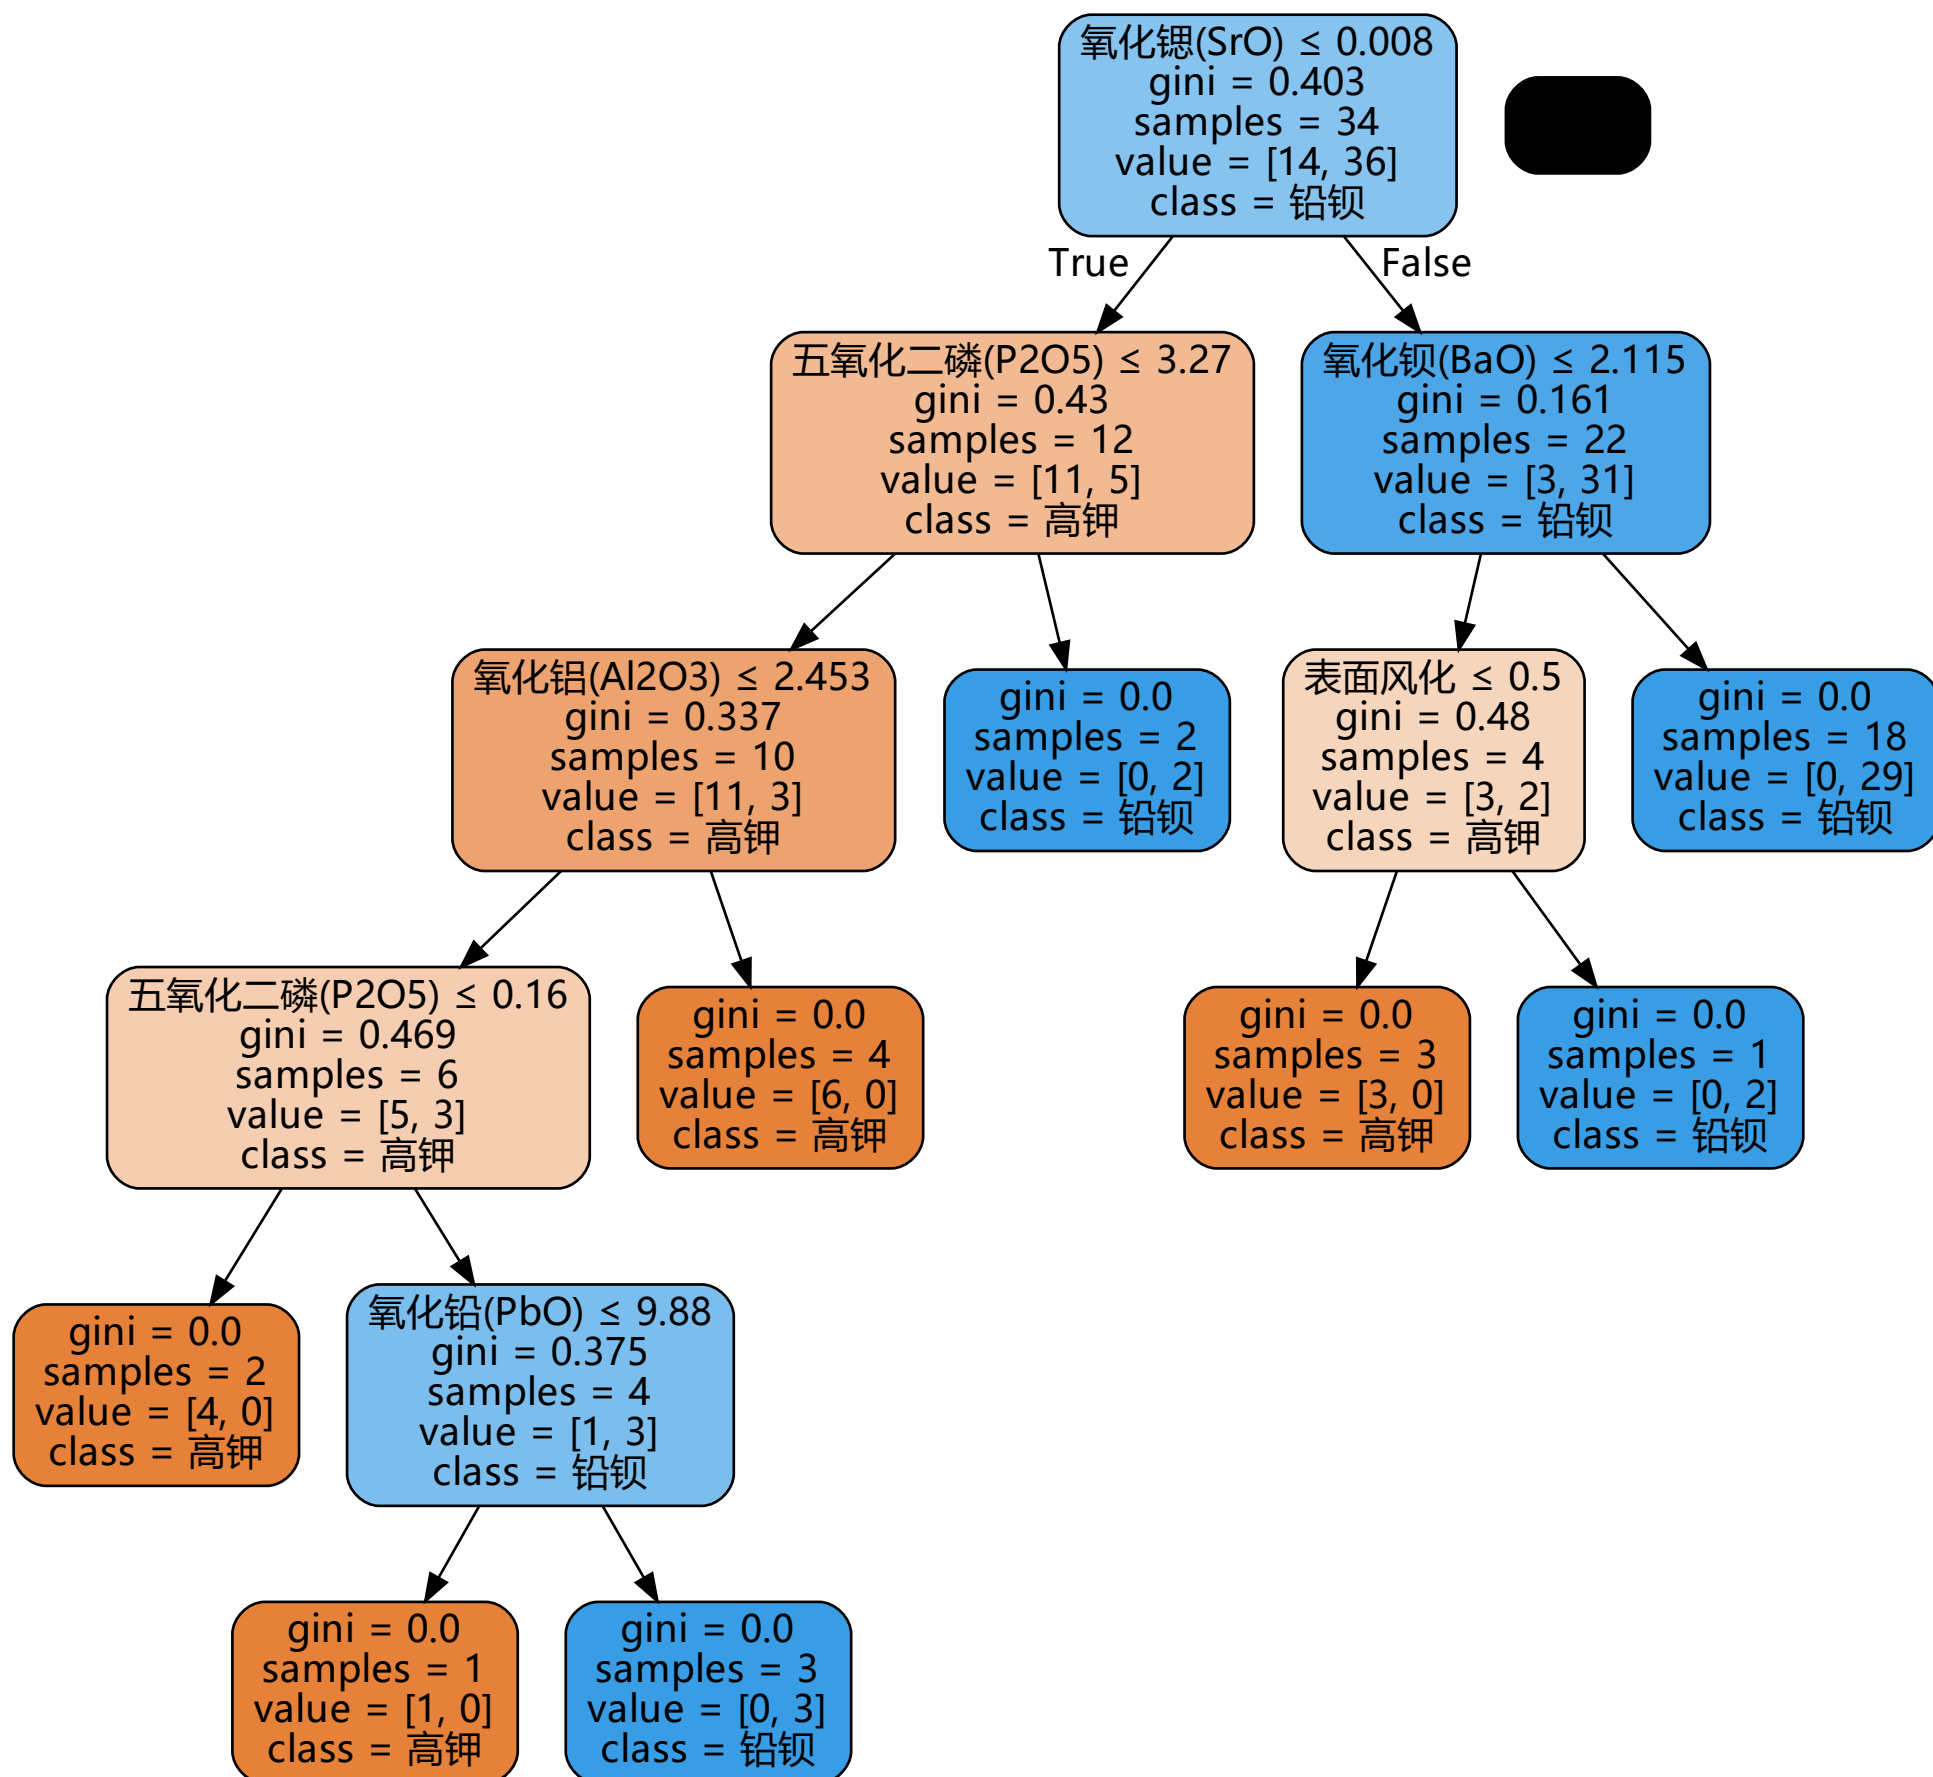 氧化锶(SrO) ≤ 0.008
gini = 0.403
samples = 34
value = [14, 36]
class = 铅钡
True
False
五氧化二磷(P2O5) ≤ 3.27
gini = 0.43
samples = 12
value = [11, 5]
class = 高钾
氧化钡(BaO) ≤ 2.115
gini = 0.161
samples = 22
value = [3, 31]
class = 铅钡
氧化铝(Al2O3) ≤ 2.453
gini = 0.337
samples = 10
value = [11, 3]
class = 高钾
gini = 0.0
samples = 2
value = [0, 2]
class = 铅钡
表面风化 ≤ 0.5
gini = 0.48
samples = 4
value = [3, 2]
class = 高钾
gini = 0.0
samples = 18
value = [0, 29]
class = 铅钡
五氧化二磷(P2O5) ≤ 0.16
gini = 0.469
samples = 6
value = [5, 3]
class = 高钾
gini = 0.0
samples = 4
value = [6, 0]
class = 高钾
gini = 0.0
samples = 3
value = [3, 0]
class = 高钾
gini = 0.0
samples = 1
value = [0, 2]
class = 铅钡
gini = 0.0
samples = 2
value = [4, 0]
class = 高钾
氧化铅(PbO) ≤ 9.88
gini = 0.375
samples = 4
value = [1, 3]
class = 铅钡
gini = 0.0
samples = 1
value = [1, 0]
class = 高钾
gini = 0.0
samples = 3
value = [0, 3]
class = 铅钡